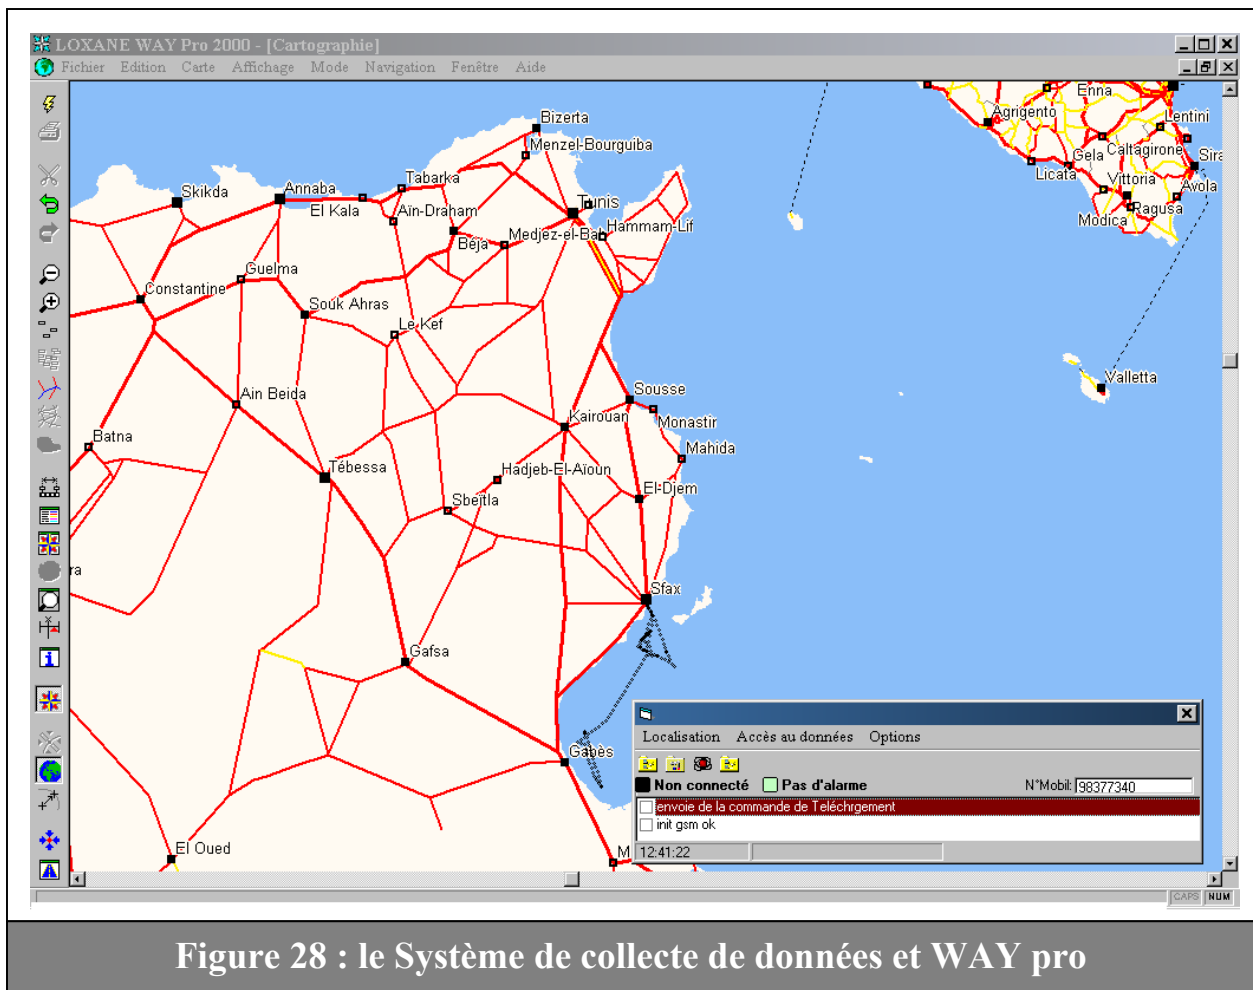 LOXANE WAY Pro 2000 - [Cartographie]
Fichier Edition Carte Affichage Mode Navigation Fenêtre Aide
Bizerta
Menzel-Bourguiba
Tabarka
Skikda
Annaba
El Kala
Aïn-Draham
Tunis
Hammam-Lif
Béja
Medjez-el-Bab
Guelma
Constantine
Souk Ahras
Le Kef
Ain Beida
Batna
Sousse
Kairouan
Monastir
Mahida
Tébessa
Hadjeb-El-Aïoun
Sbeïtla
El-Djem
ra
Sfax
Gafsa
Gabès
El Oued
M
Enna
Agrigento
Lentini
Caltagirone
Gela
Sira
Licata
Vittoria
Avola
Ragusa
Modica
Valletta
Localisation Accès au données Options
Non connecté Pas d'alarme N°Mobil: 98377340
envoie de la commande de Teléchrgement
init gsm ok
12:41:22
CAPS NUM
Figure 28 : le Système de collecte de données et WAY pro